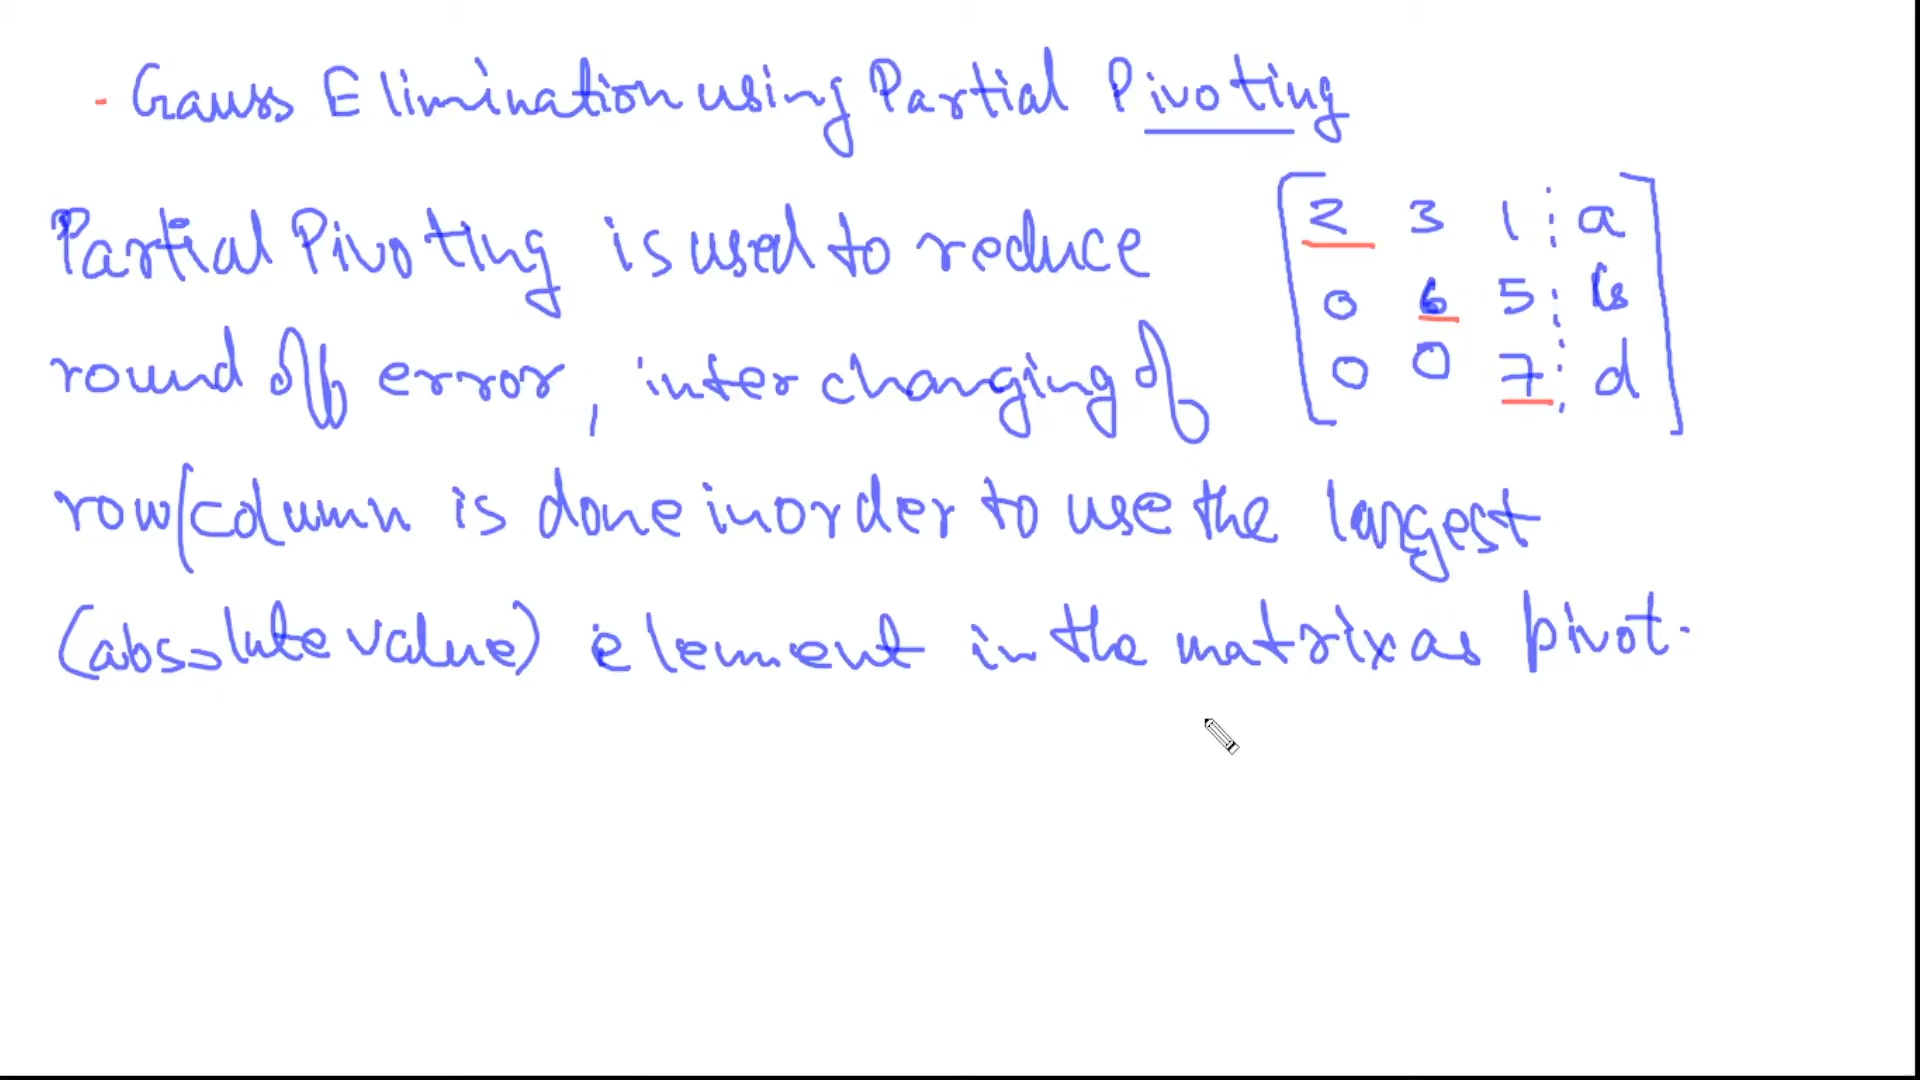 - Gauss Elimination using Partial Pivoting
Partial Pivoting is used to reduce
round off error, interchanging of
row/column is done in order to use the largest
(absolute value) element in the matrix as pivot.
2 3 1 : a
0 6 5 : b
0 0 7 : d